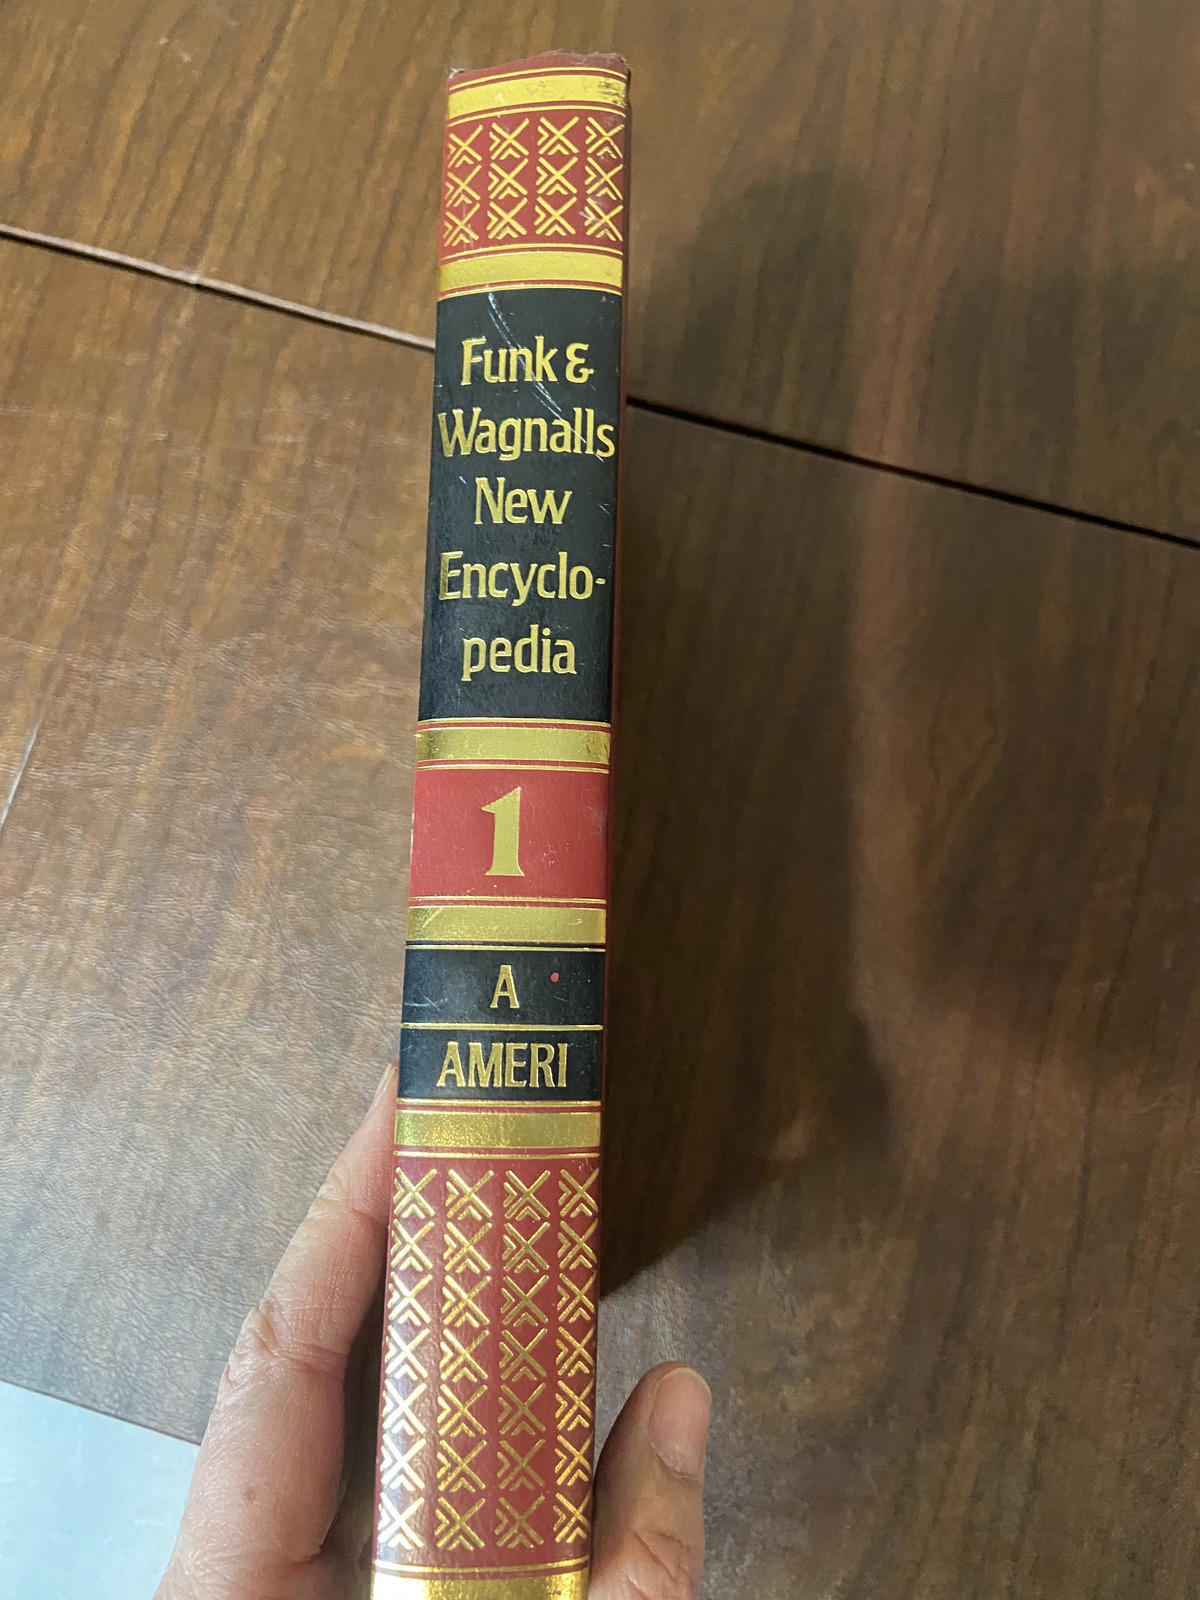 Funk &
Wagnalls
New
Encyclo-
pedia
1
A
AMERI